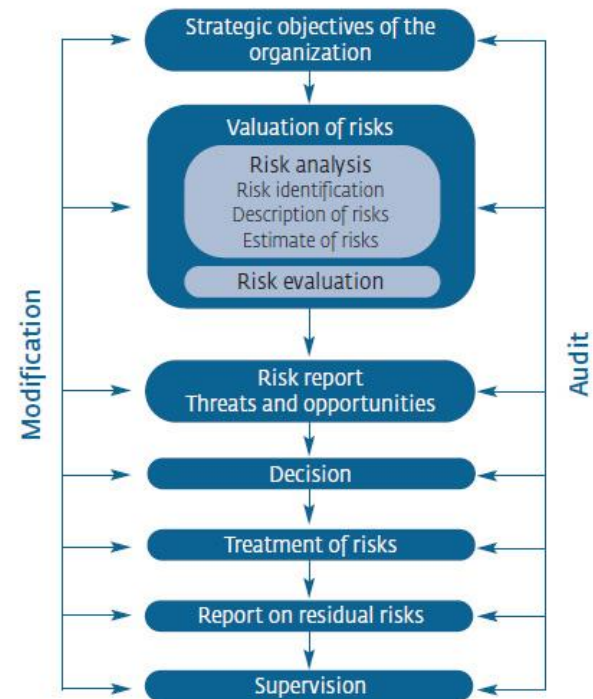 Strategic objectives of the
organization
Valuation of risks
Risk analysis
Risk identification
Description of risks
Estimate of risks
Risk evaluation
Modification
Audit
Risk report
Threats and opportunities
Decision
Treatment of risks
Report on residual risks
Supervision